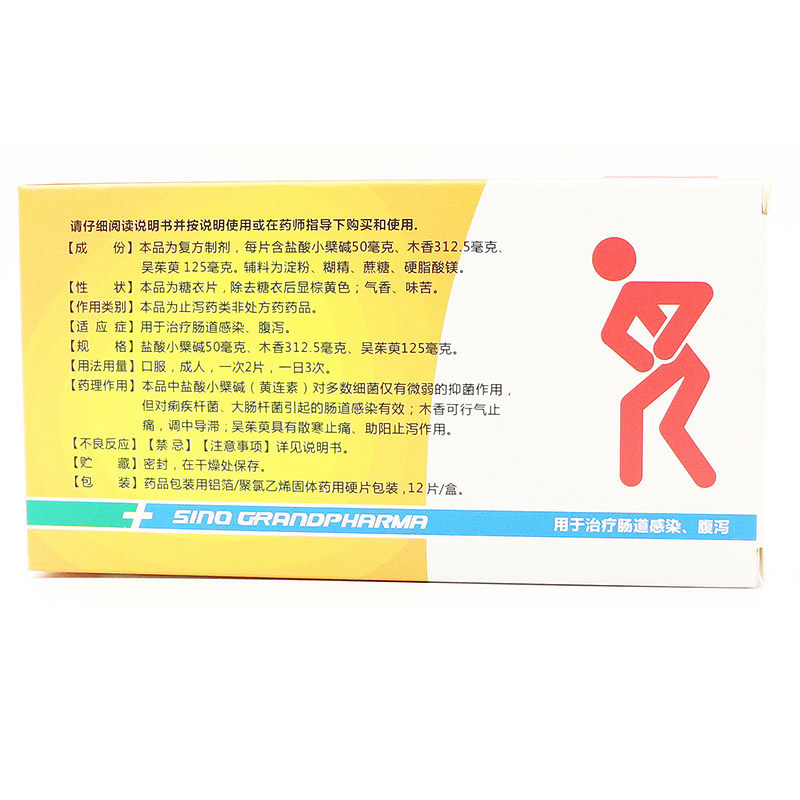 请仔细阅读说明书并按说明使用或在药师指导下购买和使用.
【成　份】本品为复方制剂，每片含盐酸小檗碱50毫克、木香312.5毫克、
吴茱萸125毫克。辅料为淀粉、糊精、蔗糖、硬脂酸镁。
【性　状】本品为糖衣片，除去糖衣后显棕黄色；气香、味苦。
【作用类别】本品为止泻药类非处方药药品。
【适应症】用于治疗肠道感染、腹泻。
【规　格】盐酸小檗碱50毫克、木香312.5毫克、吴茱萸125毫克。
【用法用量】口服，成人，一次2片，一日3次。
【药理作用】本品中盐酸小檗碱（黄连素）对多数细菌仅有微弱的抑菌作用，
但对痢疾杆菌、大肠杆菌引起的肠道感染有效；木香可行气止
痛，调中导滞；吴茱萸具有散寒止痛、助阳止泻作用。
【不良反应】【禁忌】【注意事项】详见说明书。
【贮　藏】密封，在干燥处保存。
【包　装】药品包装用铝箔/聚氯乙烯固体药用硬片包装，12片/盒。
SINO GRANDPHARMA
用于治疗肠道感染、腹泻